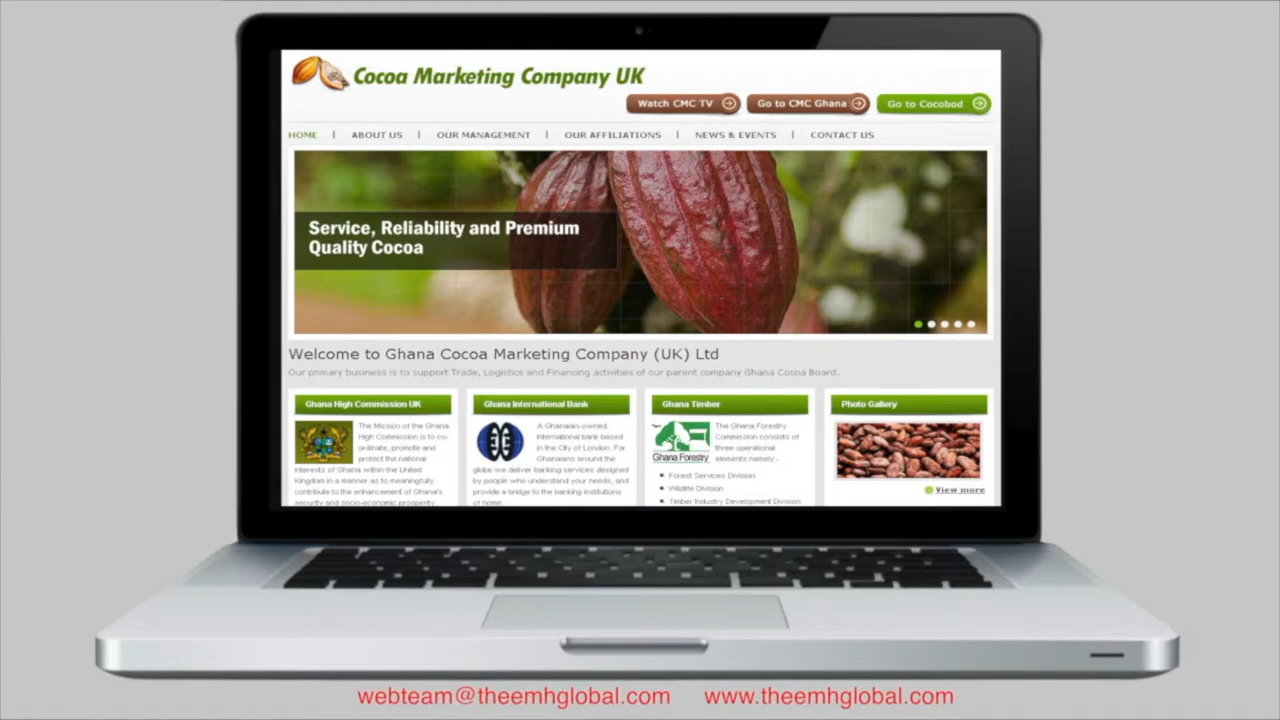 Cocoa Marketing Company UK
Watch CMC TV
Go to CMC Ghana
Go to Cocobod
HOME | ABOUT US | OUR MANAGEMENT | OUR AFFILIATIONS | NEWS & EVENTS | CONTACT US
Service, Reliability and Premium
Quality Cocoa
Welcome to Ghana Cocoa Marketing Company (UK) Ltd
Our primary business is to support Trade, Logistics and Financing activities of our parent company Ghana Cocoa Board.
Ghana High Commission UK
The Mission of the Ghana
High Commission is to co-
ordinate, promote and
protect the national
interests of Ghana within the United
Kingdom in a manner as to meaningfully
contribute to the enhancement of Ghana's
security and socio-economic prosperity.
Ghana International Bank
A Ghanaian-owned
international bank based
in the City of London. For
Ghanaians around the
globe we deliver banking services designed
by people who understand your needs, and
provide a bridge to the banking institutions
of home
Ghana Timber
Ghana Forestry
The Ghana Forestry
Commission consists of
three operational
elements namely:-
Forest Services Division
Wildlife Division
Timber Industry Development Division
Photo Gallery
View more
webteam@theemhglobal.com
www.theemhglobal.com